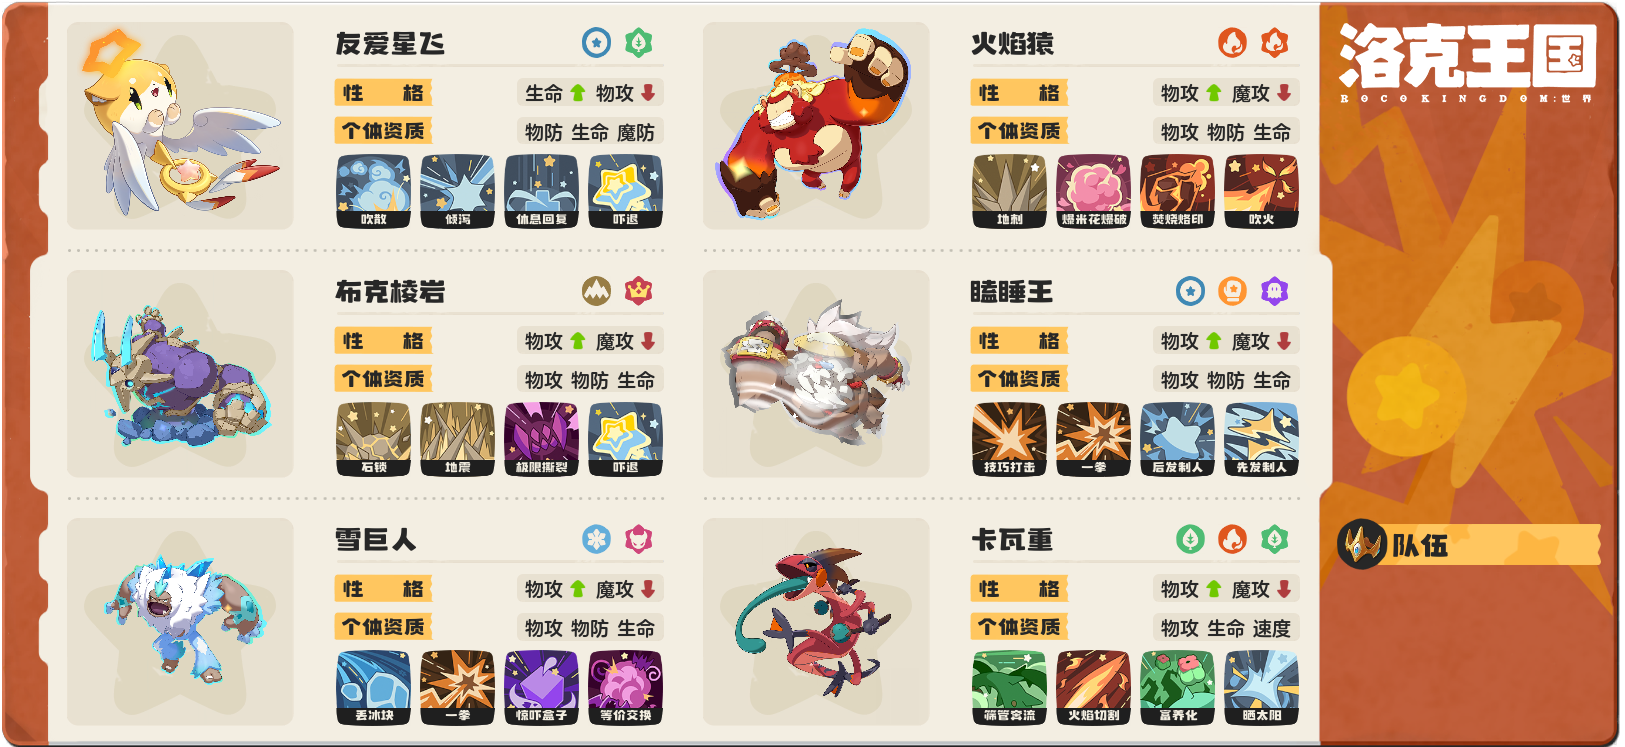 友爱星飞
性 格
生命 物攻
个体资质
物防 生命 魔防
吹散
倾泻
休息回复
吓退
火焰猿
性 格
物攻 魔攻
个体资质
物攻 物防 生命
地刺
爆米花爆破
焚烧烙印
吹火
布克棱岩
性 格
物攻 魔攻
个体资质
物攻 物防 生命
石锁
地震
极限撕裂
吓退
瞌睡王
性 格
物攻 魔攻
个体资质
物攻 物防 生命
技巧打击
一拳
后发制人
先发制人
雪巨人
性 格
物攻 魔攻
个体资质
物攻 物防 生命
丢冰块
一拳
惊吓盒子
等价交换
卡瓦重
性 格
物攻 魔攻
个体资质
物攻 生命 速度
筛管奔流
火焰切割
富养化
晒太阳
洛克王国
ROCOKINGDOM:世界
队伍